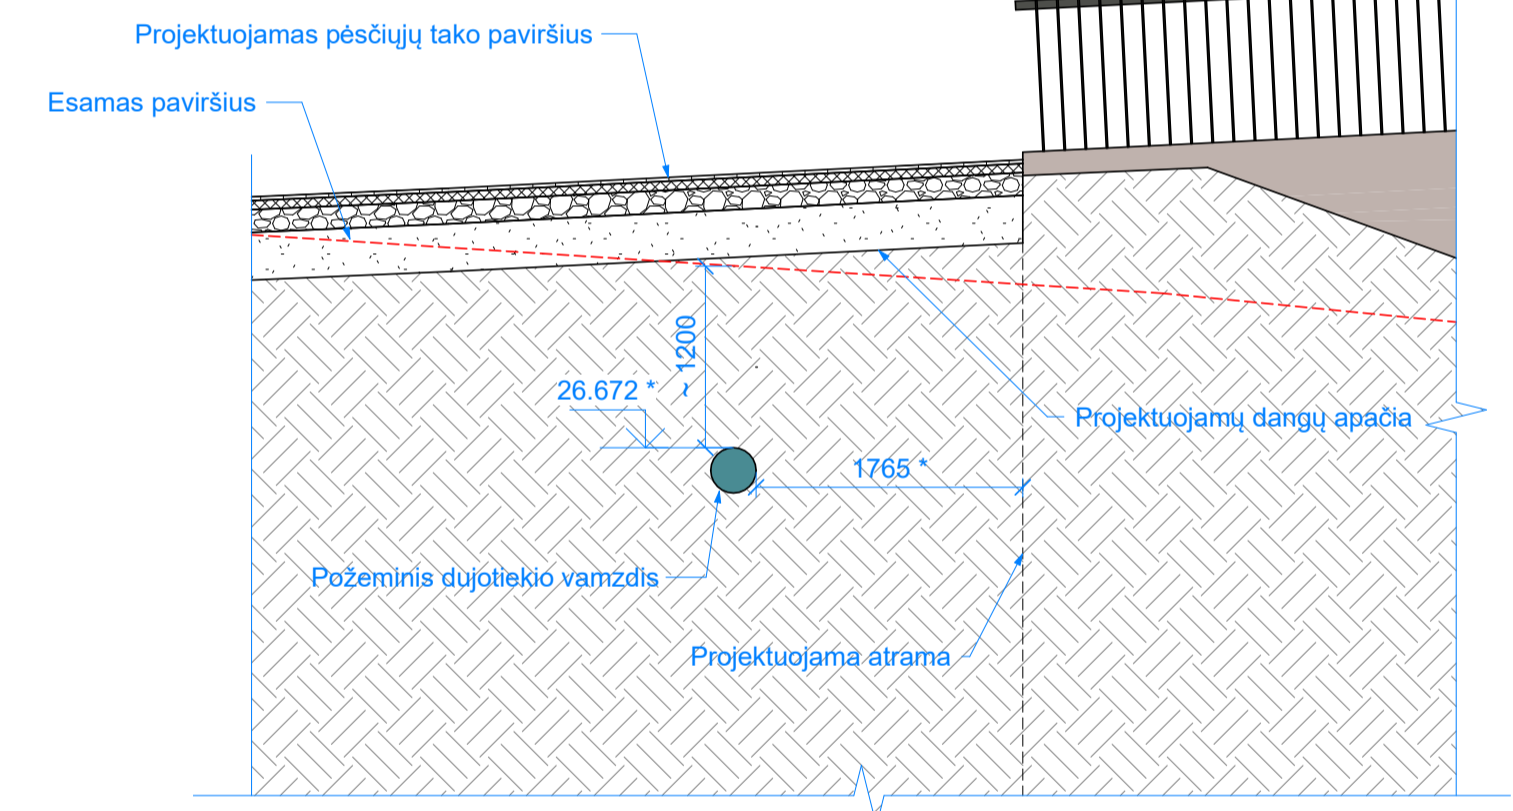 Projektuojamas pėsčiųjų tako paviršius
Esamas paviršius
~ 1200
26.672 *
Projektuojamų dangų apačia
1765 *
Požeminis dujotiekio vamzdis
Projektuojama atrama